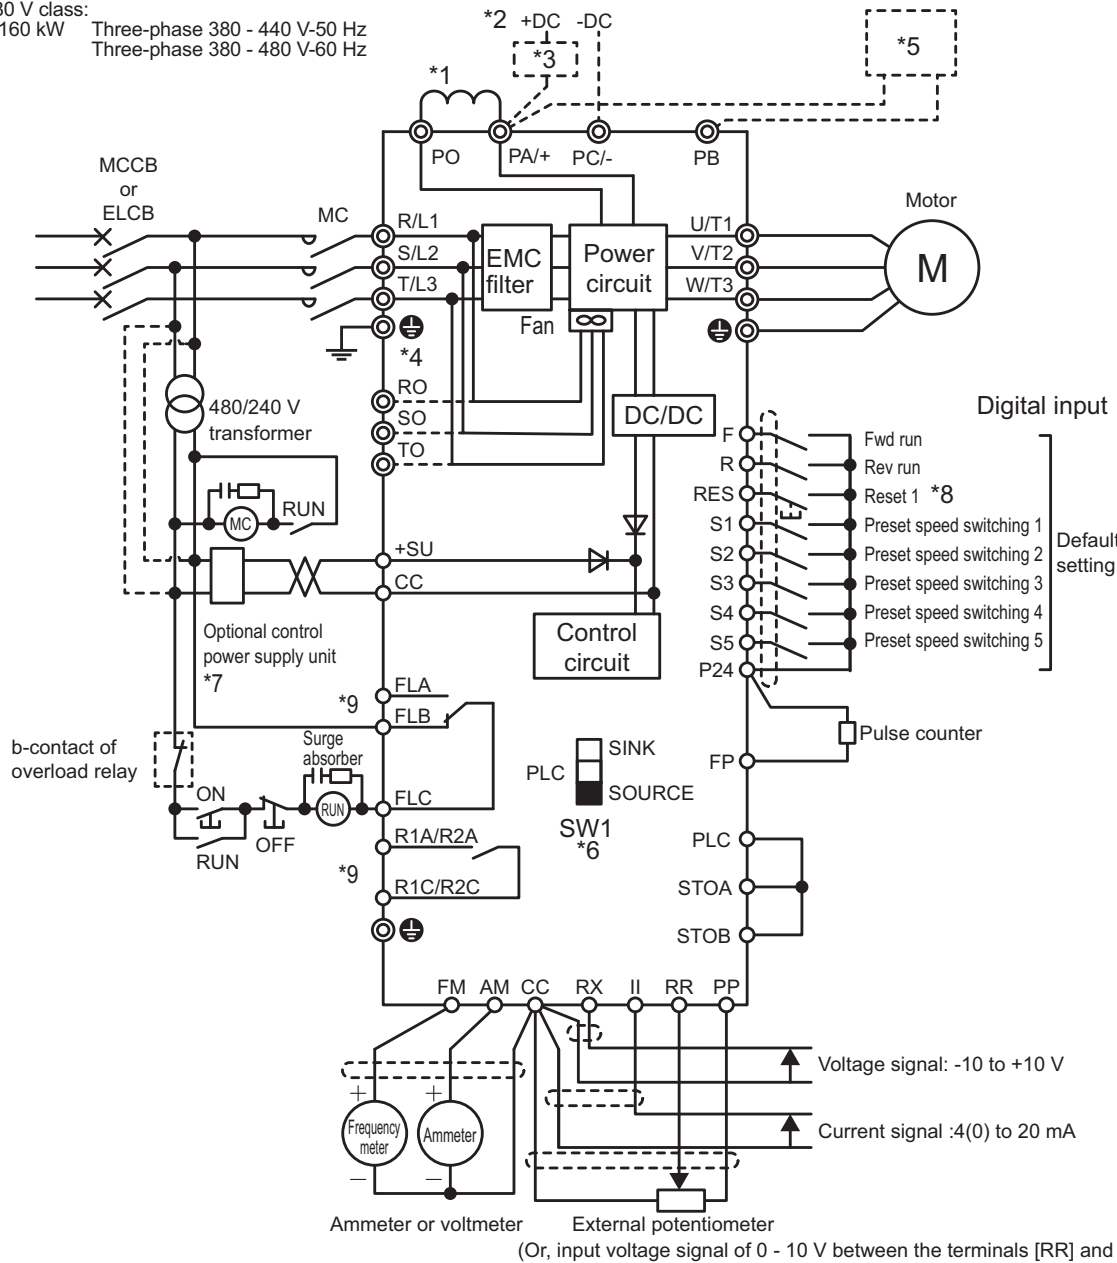 30 V class:
160 kW Three-phase 380 - 440 V-50 Hz
Three-phase 380 - 480 V-60 Hz
*2 +DC -DC
*3
*5
*1
PO PA/+ PC/- PB
MCCB
or
ELCB
MC
Motor
R/L1
S/L2
T/L3
EMC
filter
Power
circuit
U/T1
V/T2
W/T3
M
Fan
*4
RO
SO
TO
480/240 V
transformer
DC/DC
Digital input
F Fwd run
R Rev run
RES Reset 1 *8
S1 Preset speed switching 1
S2 Preset speed switching 2
S3 Preset speed switching 3
S4 Preset speed switching 4
S5 Preset speed switching 5
P24
Default
setting
MC
RUN
+SU
CC
Optional control
power supply unit
*7
Control
circuit
*9
FLA
FLB
FLC
b-contact of
overload relay
Surge
absorber
ON
RUN
OFF
RUN
PLC
SINK
SOURCE
SW1
*6
Pulse counter
FP
R1A/R2A
*9
R1C/R2C
PLC
STOA
STOB
FM AM CC RX II RR PP
Voltage signal: -10 to +10 V
+ +
Frequency
meter
Ammeter
Current signal :4(0) to 20 mA
— —
Ammeter or voltmeter External potentiometer
(Or, input voltage signal of 0 - 10 V between the terminals [RR] and